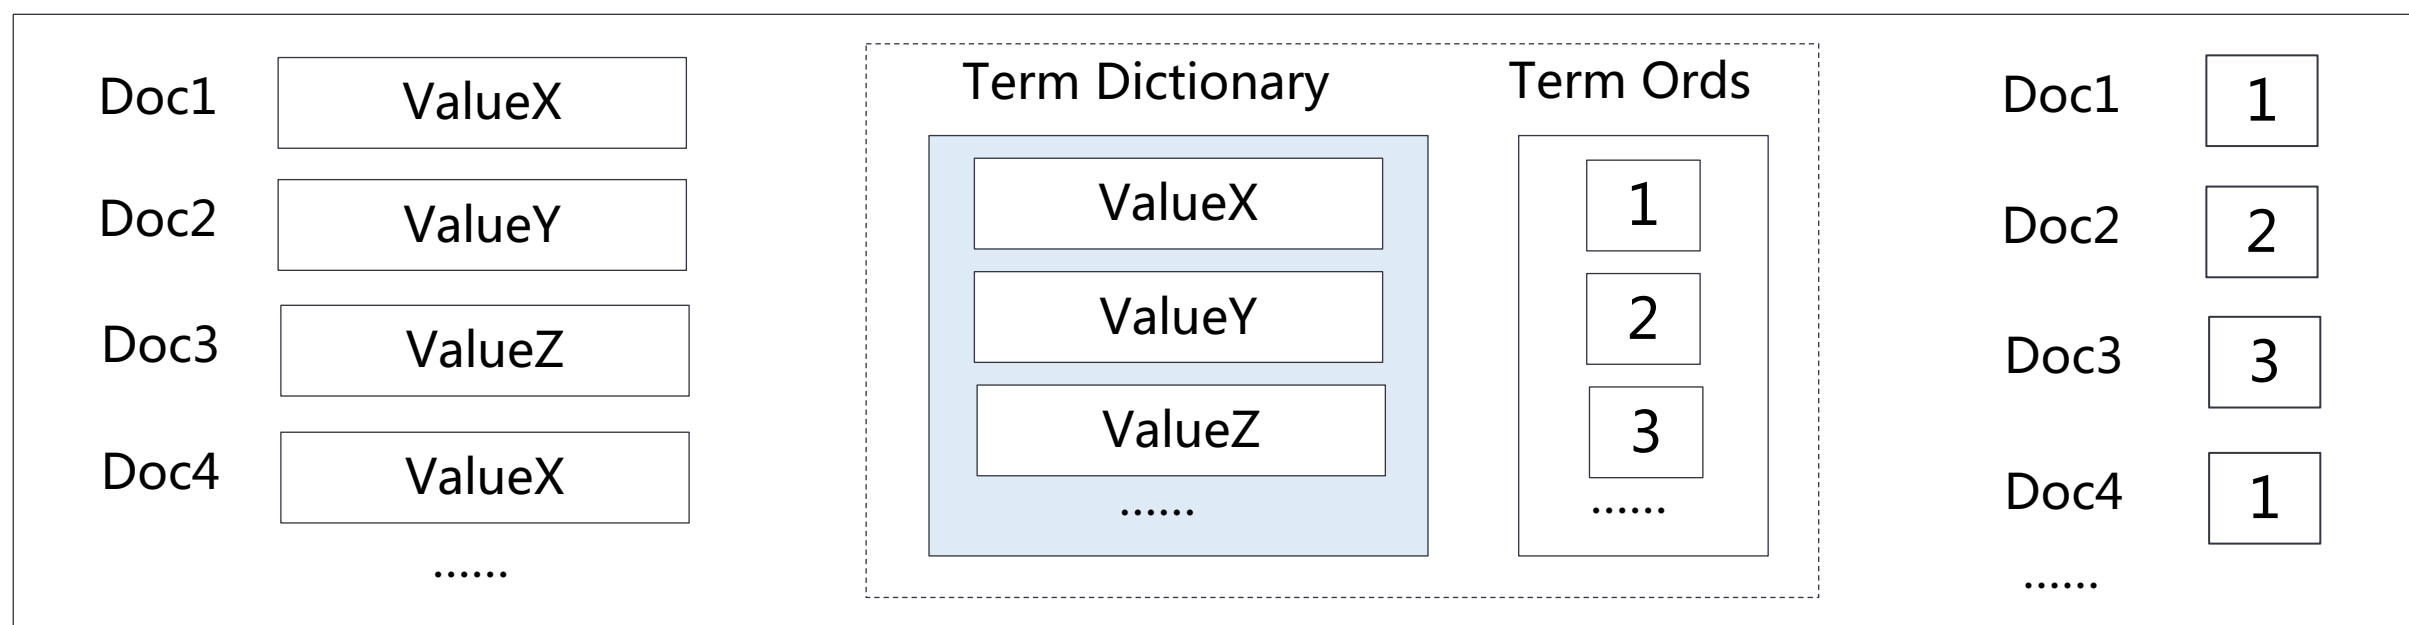 Doc1 ValueX
Doc2 ValueY
Doc3 ValueZ
Doc4 ValueX
......
Term Dictionary Term Ords
ValueX 1
ValueY 2
ValueZ 3
...... ......
Doc1 1
Doc2 2
Doc3 3
Doc4 1
......